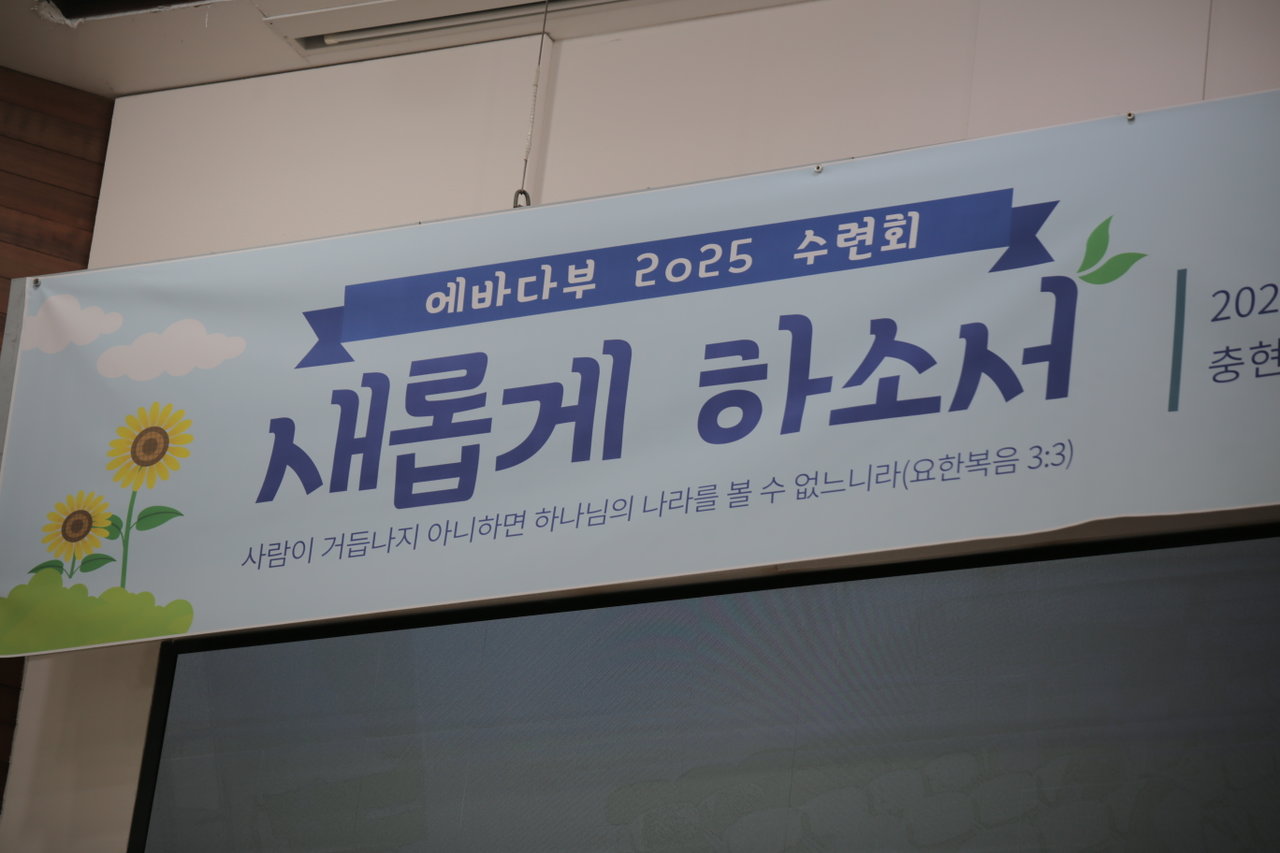 에바다부 2025 수련회
새롭게 하소서
사람이 거듭나지 아니하면 하나님의 나라를 볼 수 없느니라(요한복음 3:3)
202
충현